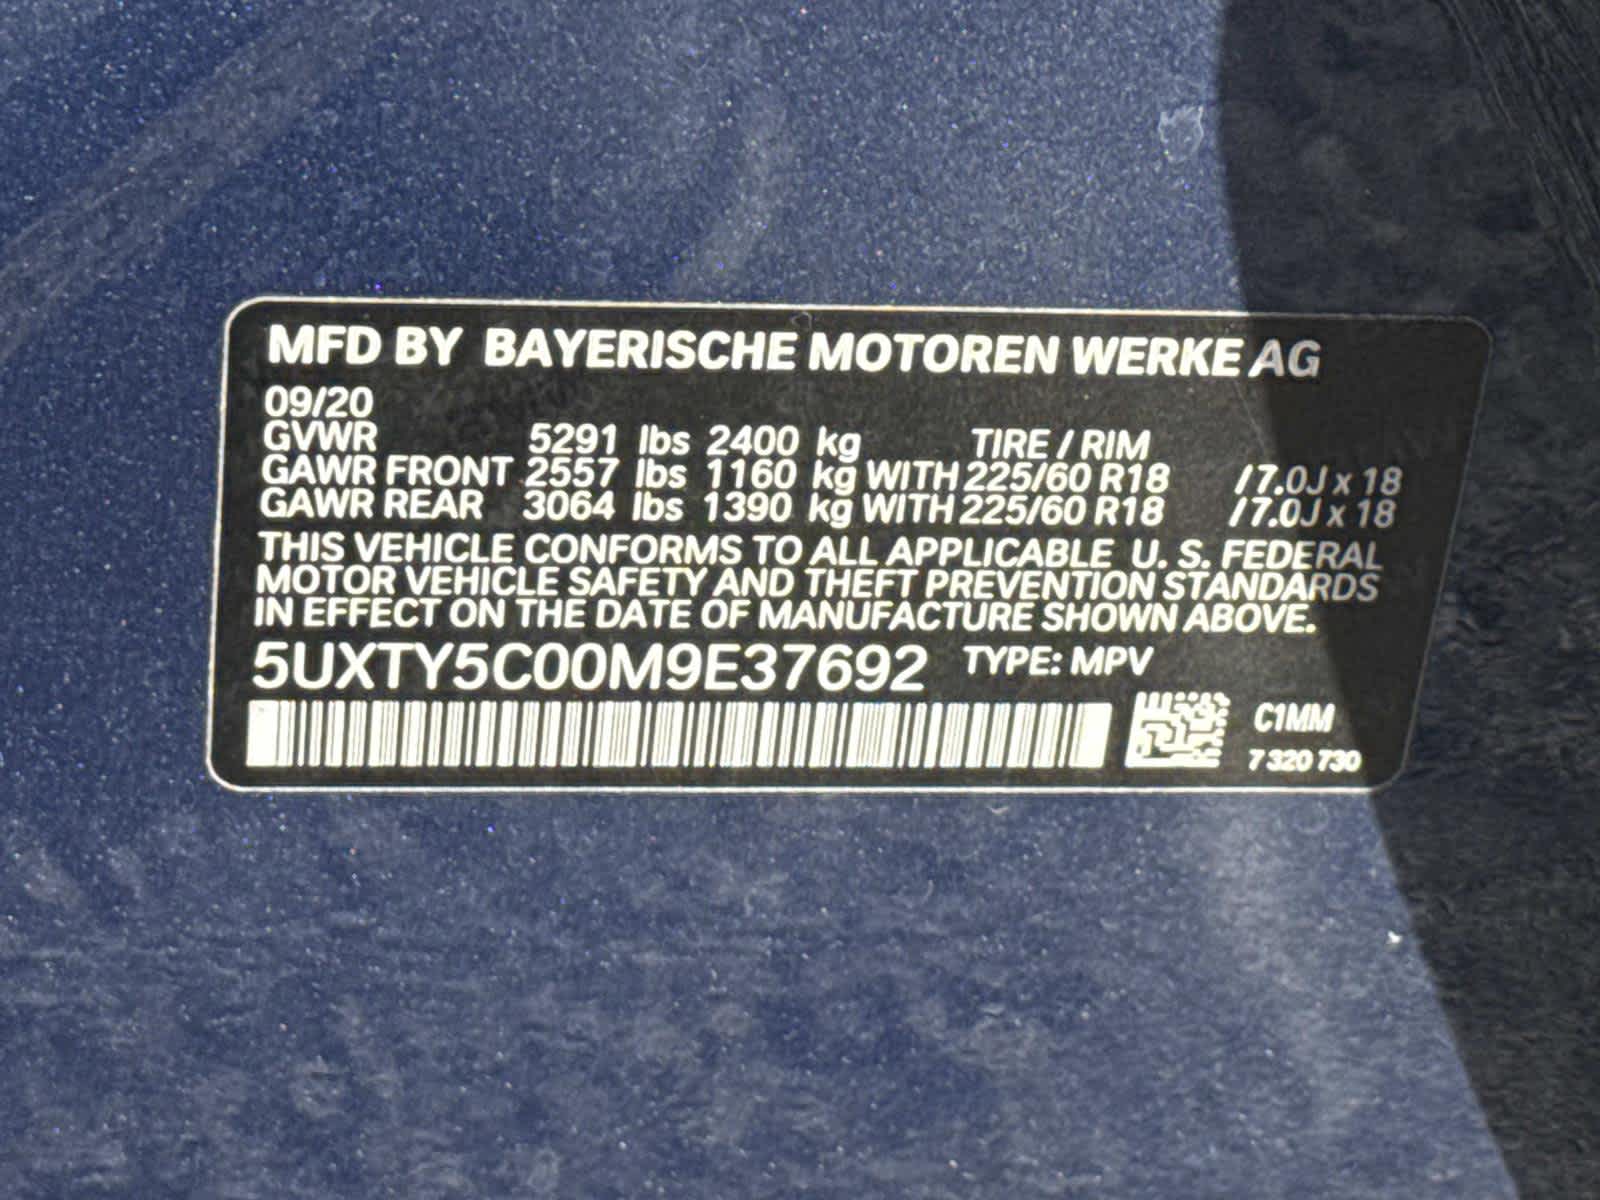 MFD BY BAYERISCHE MOTOREN WERKE AG
09/20
GVWR 5291 lbs 2400 kg TIRE / RIM
GAWR FRONT 2557 lbs 1160 kg WITH 225/60 R18 /7.0J x 18
GAWR REAR 3064 lbs 1390 kg WITH 225/60 R18 /7.0J x 18
THIS VEHICLE CONFORMS TO ALL APPLICABLE U. S. FEDERAL
MOTOR VEHICLE SAFETY AND THEFT PREVENTION STANDARDS
IN EFFECT ON THE DATE OF MANUFACTURE SHOWN ABOVE.
5UXTY5C00M9E37692 TYPE: MPV
C1MM
7 320 730